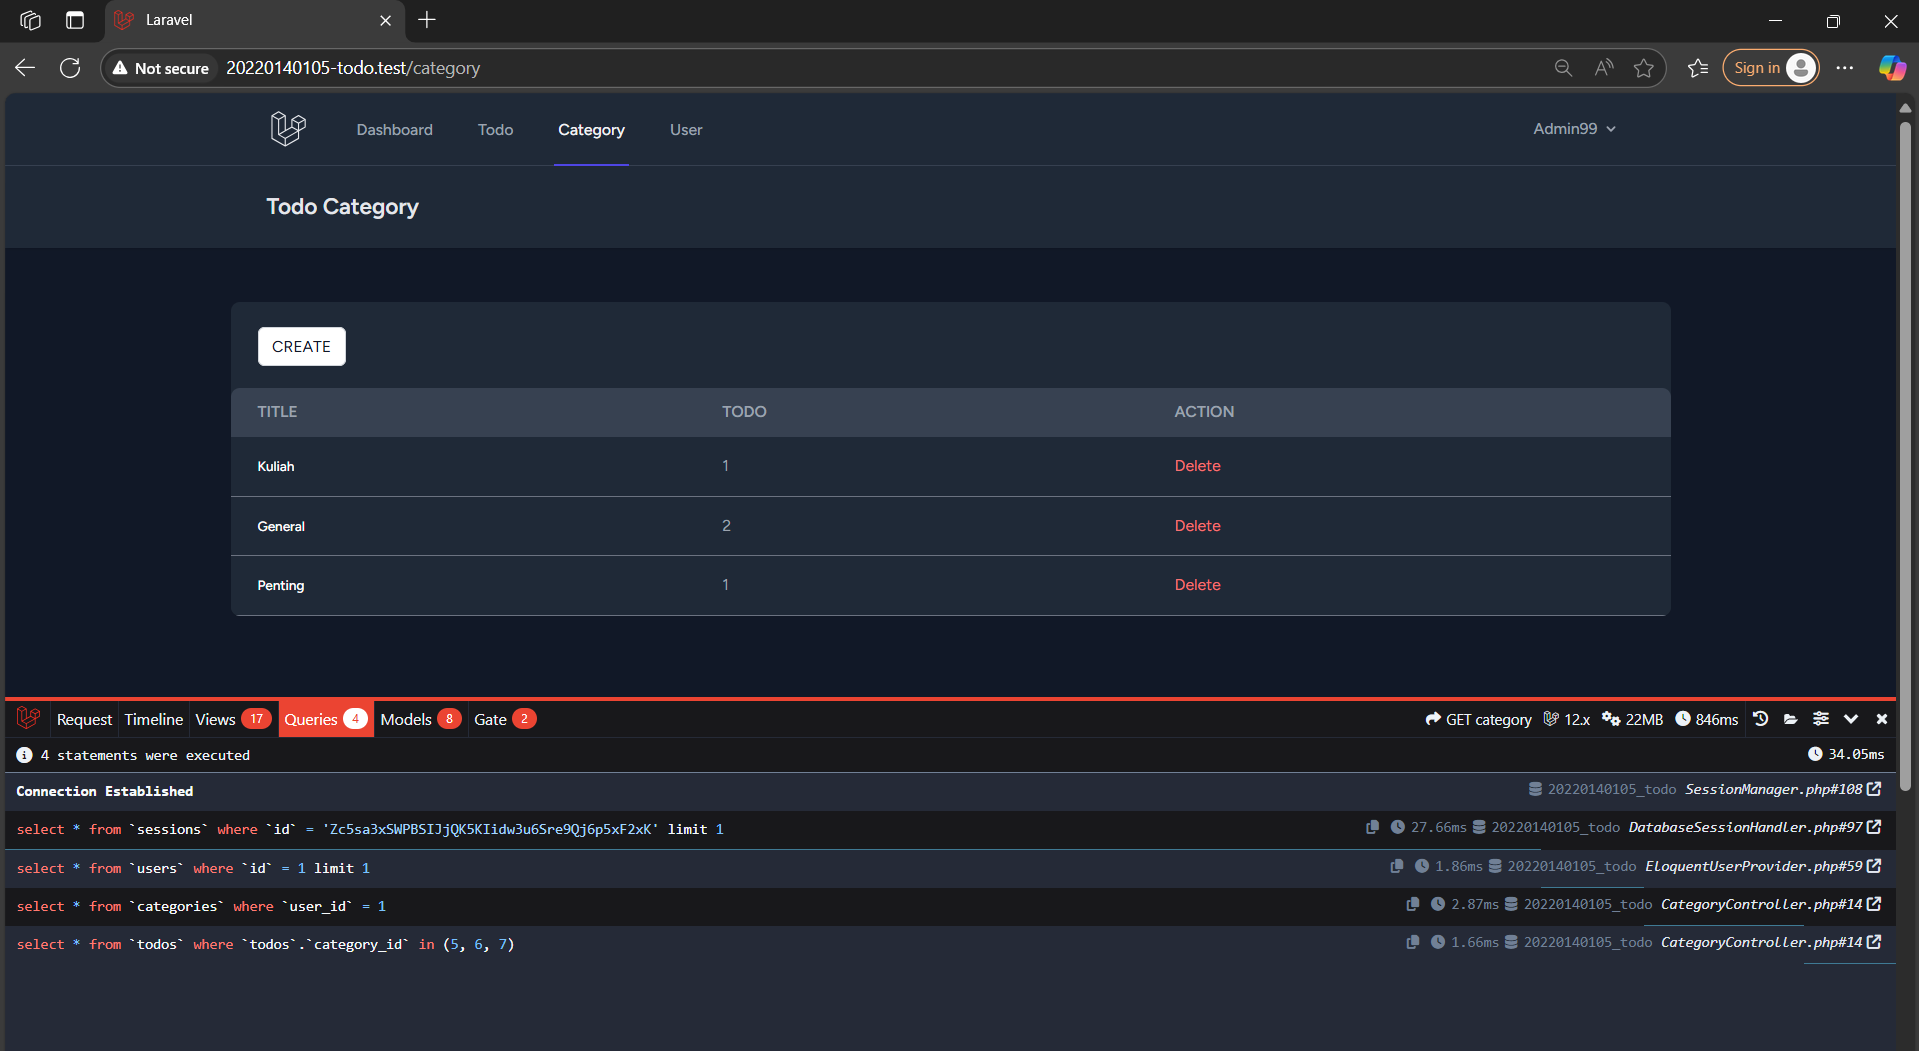 Laravel
Not secure 20220140105-todo.test/category Sign in
Dashboard Todo Category User Admin99
Todo Category
CREATE
TITLE TODO ACTION
Kuliah 1 Delete
General 2 Delete
Penting 1 Delete
Request Timeline Views 17 Queries 4 Models 8 Gate 2 GET category 12.x 22MB 846ms
4 statements were executed 34.05ms
Connection Established 20220140105_todo SessionManager.php#108
select * from `sessions` where `id` = 'Zc5sa3xSWPBSIJjQK5KIidw3u6Sre9Qj6p5xF2xK' limit 1 27.66ms 20220140105_todo DatabaseSessionHandler.php#97
select * from `users` where `id` = 1 limit 1 1.86ms 20220140105_todo EloquentUserProvider.php#59
select * from `categories` where `user_id` = 1 2.87ms 20220140105_todo CategoryController.php#14
select * from `todos` where `todos`.`category_id` in (5, 6, 7) 1.66ms 20220140105_todo CategoryController.php#14